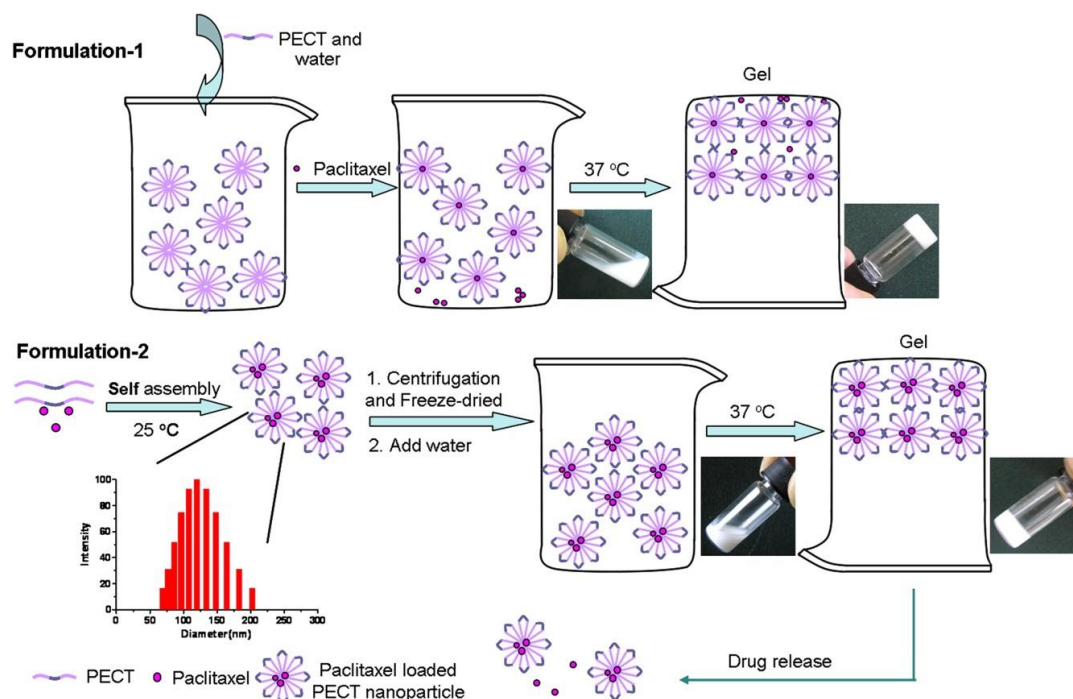 Formulation-1
PECT and
water
Paclitaxel
37 °C
Gel
Formulation-2
Self assembly
25 °C
1. Centrifugation
and Freeze-dried
2. Add water
37 °C
Gel
100
80
60
40
20
0
Intensity
0 50 100 150 200 250 300
Diameter(nm)
Drug release
PECT
Paclitaxel
Paclitaxel loaded
PECT nanoparticle